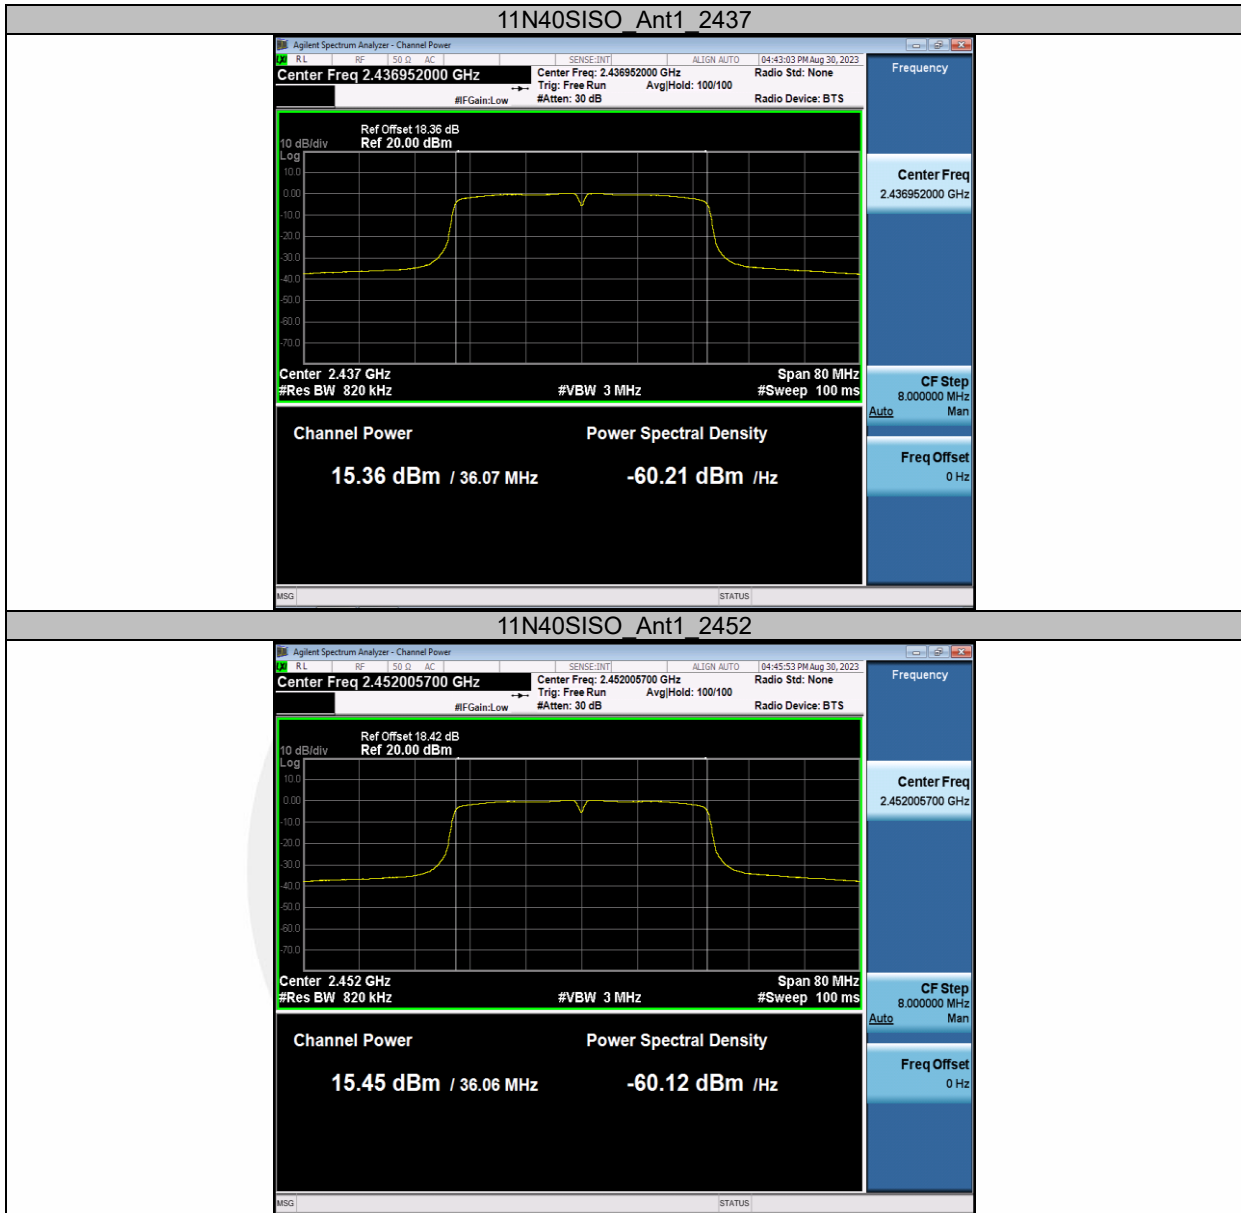 11N40SISO_Ant1_2437
Agilent Spectrum Analyzer - Channel Power
RL RF 50 Ω AC SENSE:INT ALIGN AUTO 04:43:03 PM Aug 30, 2023
Center Freq 2.436952000 GHz Center Freq: 2.436952000 GHz Radio Std: None Frequency
Trig: Free Run Avg|Hold: 100/100
#IFGain:Low #Atten: 30 dB Radio Device: BTS
Ref Offset 18.36 dB
10 dB/div Ref 20.00 dBm
Log
10.0
0.00
-10.0
-20.0
-30.0
-40.0
-50.0
-60.0
-70.0
Center Freq
2.436952000 GHz
Center 2.437 GHz Span 80 MHz
#Res BW 820 kHz #VBW 3 MHz #Sweep 100 ms
CF Step
8.000000 MHz
Auto Man
Channel Power Power Spectral Density
15.36 dBm / 36.07 MHz -60.21 dBm /Hz
Freq Offset
0 Hz
MSG STATUS
11N40SISO_Ant1_2452
Agilent Spectrum Analyzer - Channel Power
RL RF 50 Ω AC SENSE:INT ALIGN AUTO 04:45:53 PM Aug 30, 2023
Center Freq 2.452005700 GHz Center Freq: 2.452005700 GHz Radio Std: None Frequency
Trig: Free Run Avg|Hold: 100/100
#IFGain:Low #Atten: 30 dB Radio Device: BTS
Ref Offset 18.42 dB
10 dB/div Ref 20.00 dBm
Log
10.0
0.00
-10.0
-20.0
-30.0
-40.0
-50.0
-60.0
-70.0
Center Freq
2.452005700 GHz
Center 2.452 GHz Span 80 MHz
#Res BW 820 kHz #VBW 3 MHz #Sweep 100 ms
CF Step
8.000000 MHz
Auto Man
Channel Power Power Spectral Density
15.45 dBm / 36.06 MHz -60.12 dBm /Hz
Freq Offset
0 Hz
MSG STATUS